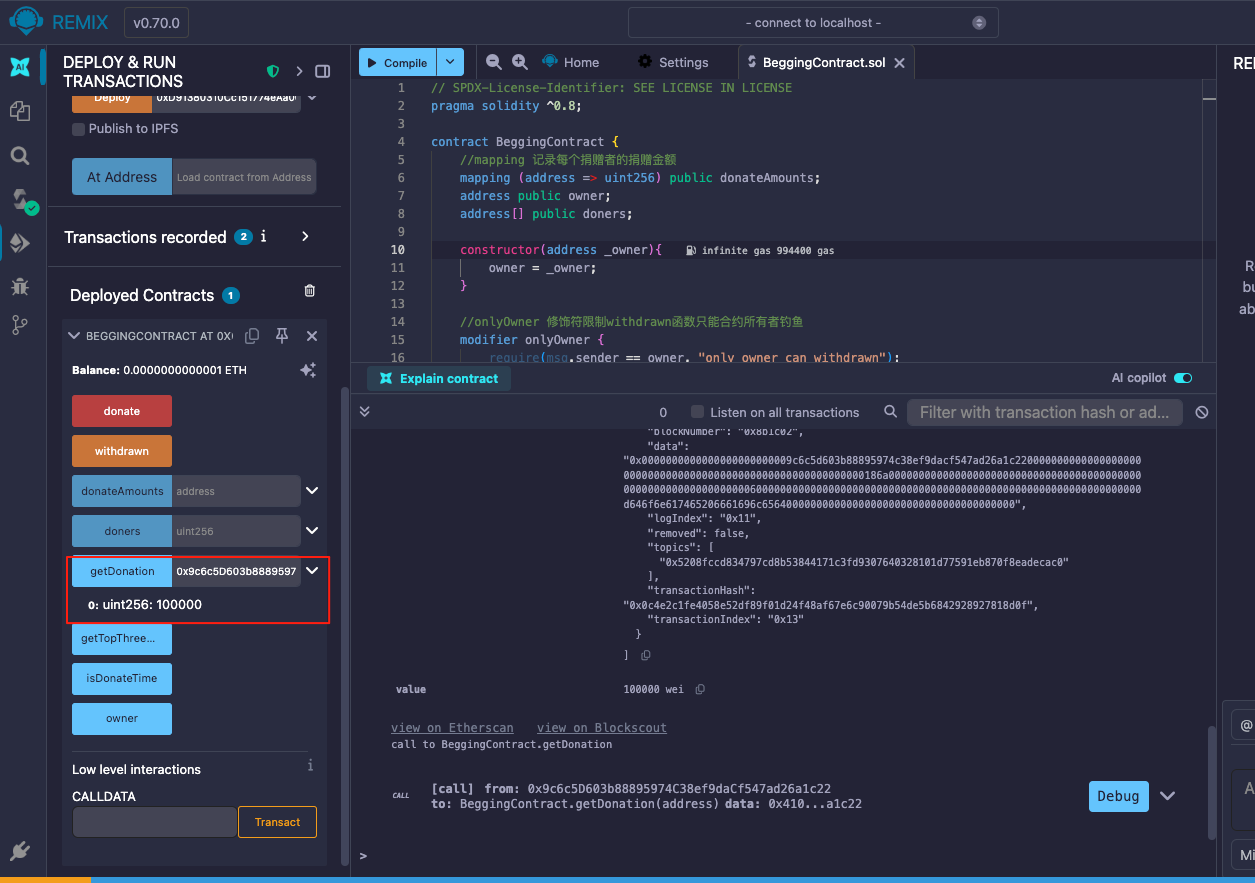 REMIX
v0.70.0
- connect to localhost -
DEPLOY & RUN
TRANSACTIONS
Deploy
Publish to IPFS
At Address
Load contract from Address
Transactions recorded 2 i
Deployed Contracts 1
BEGGINGCONTRACT AT 0X
Balance: 0.0000000000001 ETH
donate
withdrawn
donateAmounts address
doners uint256
getDonation 0x9c6c5D603b8889597
0: uint256: 100000
getTopThree...
isDonateTime
owner
Low level interactions
i
CALLDATA
Transact
Compile
Home
Settings
BeggingContract.sol
1 // SPDX-License-Identifier: SEE LICENSE IN LICENSE
2 pragma solidity ^0.8;
3
4 contract BeggingContract {
5 //mapping 记录每个捐赠者的捐赠金额
6 mapping (address => uint256) public donateAmounts;
7 address public owner;
8 address[] public doners;
9
10 constructor(address _owner){ infinite gas 994400 gas
11 owner = _owner;
12 }
13
14 //onlyOwner 修饰符限制withdrawn函数只能合约所有者钓鱼
15 modifier onlyOwner {
16 require(msg.sender == owner, "only owner can withdrawn");
Explain contract
AI copilot
0
Listen on all transactions
Filter with transaction hash or ad...
"blockNumber": "0x8b1c02",
"data":
"logIndex": "0x11",
"removed": false,
"topics": [
"0x5208fccd834797cd8b53844171c3fd9307640328101d77591eb870f8eadecac0"
],
"transactionHash":
"0x0c4e2c1fe4058e52df89f01d24f48af67e6c90079b54de5b6842928927818d0f",
"transactionIndex": "0x13"
}
]
value
100000 wei
view on Etherscan view on Blockscout
call to BeggingContract.getDonation
CALL
[call] from: 0x9c6c5D603b88895974C38ef9daCf547ad26a1c22
to: BeggingContract.getDonation(address) data: 0x410...a1c22
Debug
>
@